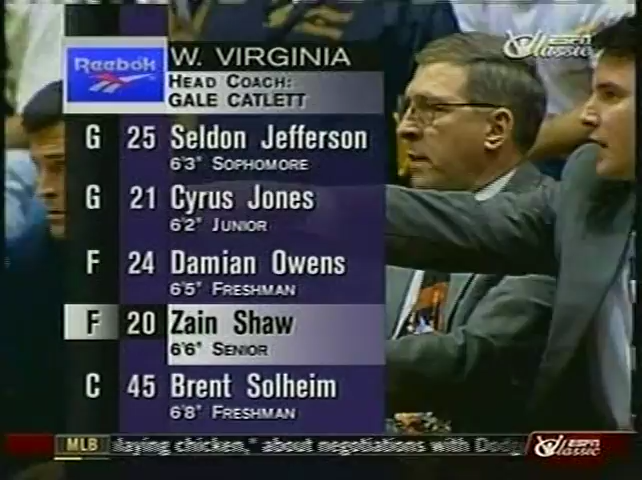 Reebok
W. VIRGINIA
ESPN
Classic
HEAD COACH:
GALE CATLETT
G 25 Seldon Jefferson
6'3" SOPHOMORE
G 21 Cyrus Jones
6'2" JUNIOR
F 24 Damian Owens
6'5" FRESHMAN
F 20 Zain Shaw
6'6" SENIOR
C 45 Brent Solheim
6'8" FRESHMAN
MLB laying chicken," about negotiations with Dodg
ESPN
Classic